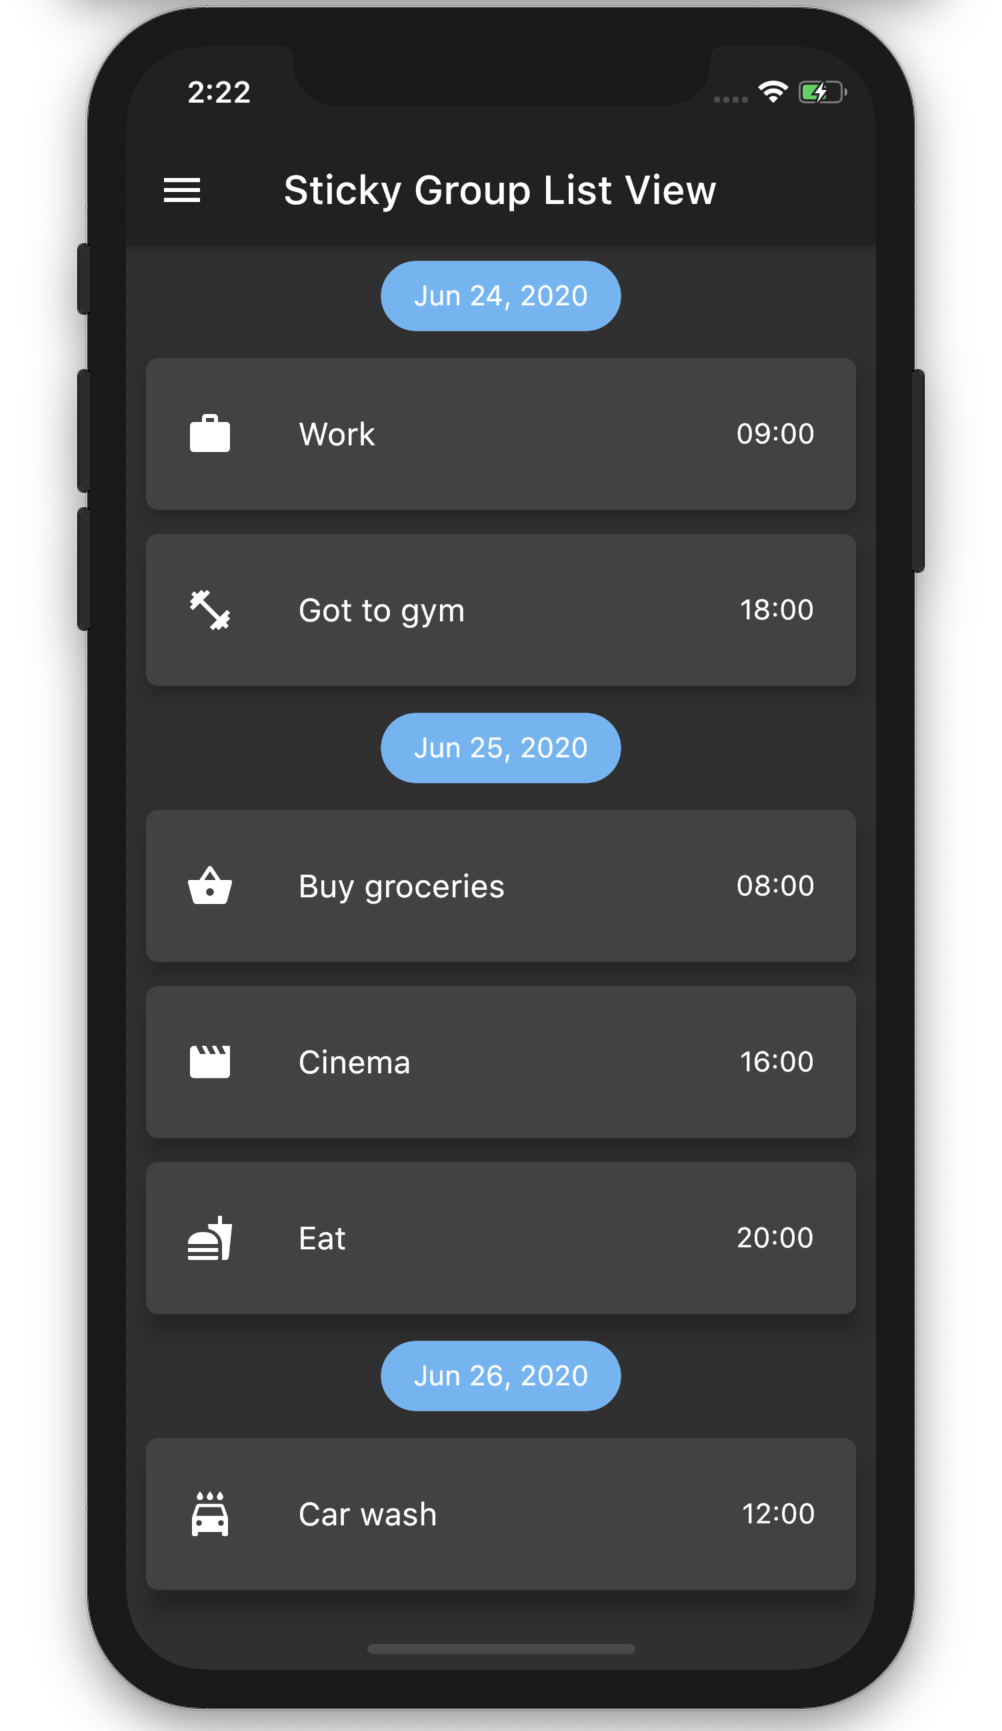 2:22
Sticky Group List View
Jun 24, 2020
Work 09:00
Got to gym 18:00
Jun 25, 2020
Buy groceries 08:00
Cinema 16:00
Eat 20:00
Jun 26, 2020
Car wash 12:00